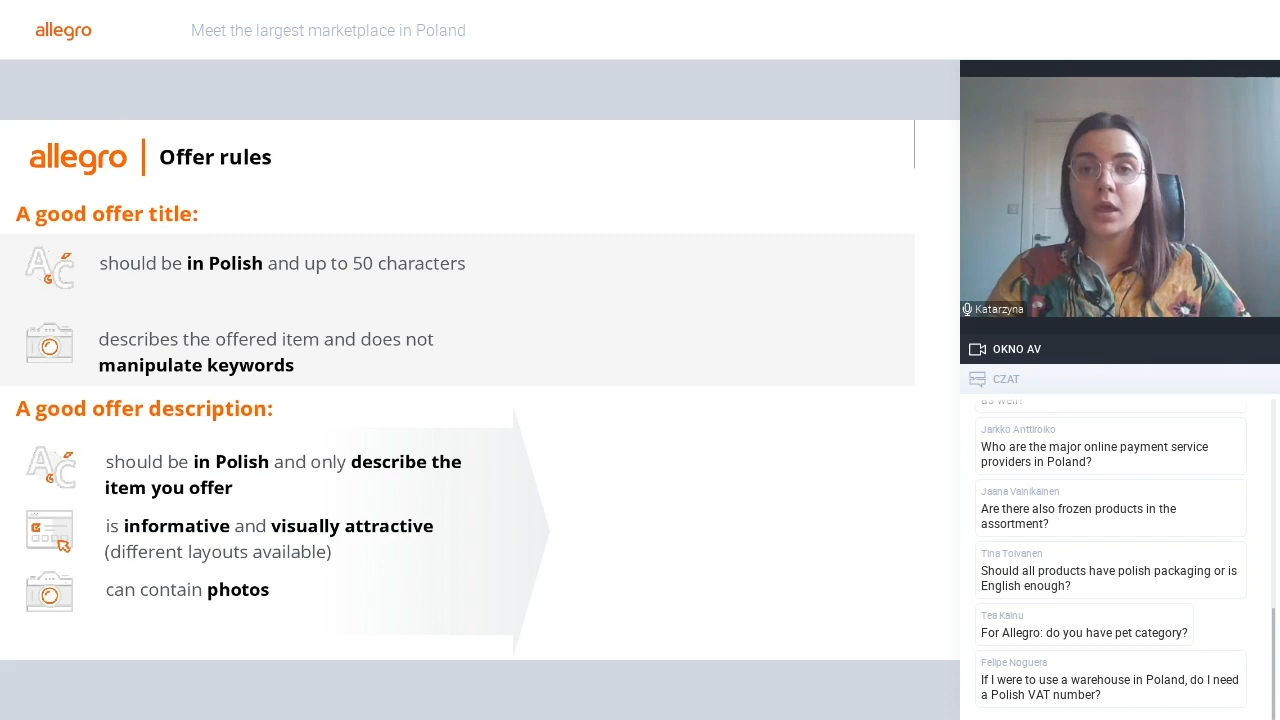 allegro
Meet the largest marketplace in Poland
allegro
Offer rules
A good offer title:
should be in Polish and up to 50 characters
describes the offered item and does not
manipulate keywords
A good offer description:
should be in Polish and only describe the
item you offer
is informative and visually attractive
(different layouts available)
can contain photos
Katarzyna
OKNO AV
CZAT
as well?
Jarkko Anttiroiko
Who are the major online payment service
providers in Poland?
Jaana Vainikainen
Are there also frozen products in the
assortment?
Tina Toivanen
Should all products have polish packaging or is
English enough?
Tea Kainu
For Allegro: do you have pet category?
Felipe Noguera
If I were to use a warehouse in Poland, do I need
a Polish VAT number?